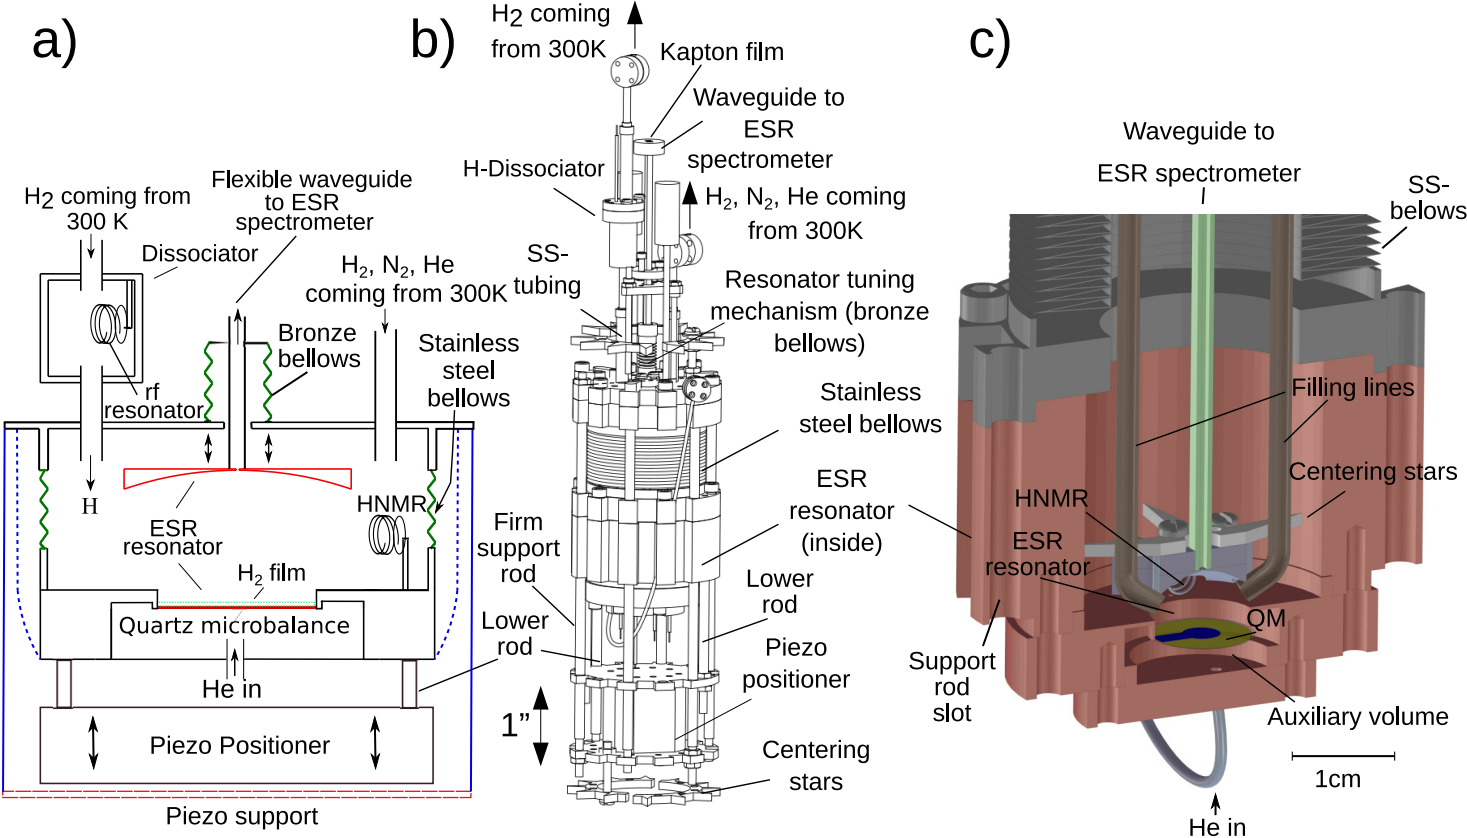 a)
H2 coming from
300 K
Dissociator
Flexible waveguide
to ESR
spectrometer
H2, N2, He
coming from 300K
Bronze
bellows
Stainless
steel
bellows
rf
resonator
H
HNMR
ESR
resonator
H2 film
Quartz microbalance
He in
Lower
rod
Piezo Positioner
Piezo support
b)
H2 coming
from 300K
Kapton film
Waveguide to
ESR
spectrometer
H-Dissociator
H2, N2, He coming
from 300K
SS-
tubing
Resonator tuning
mechanism (bronze
bellows)
Stainless
steel bellows
ESR
resonator
(inside)
Firm
support
rod
Lower
rod
Piezo
positioner
1”
Centering
stars
c)
Waveguide to
ESR spectrometer
SS-
belows
Filling lines
Centering stars
HNMR
ESR
resonator
QM
Support
rod
slot
Auxiliary volume
1cm
He in